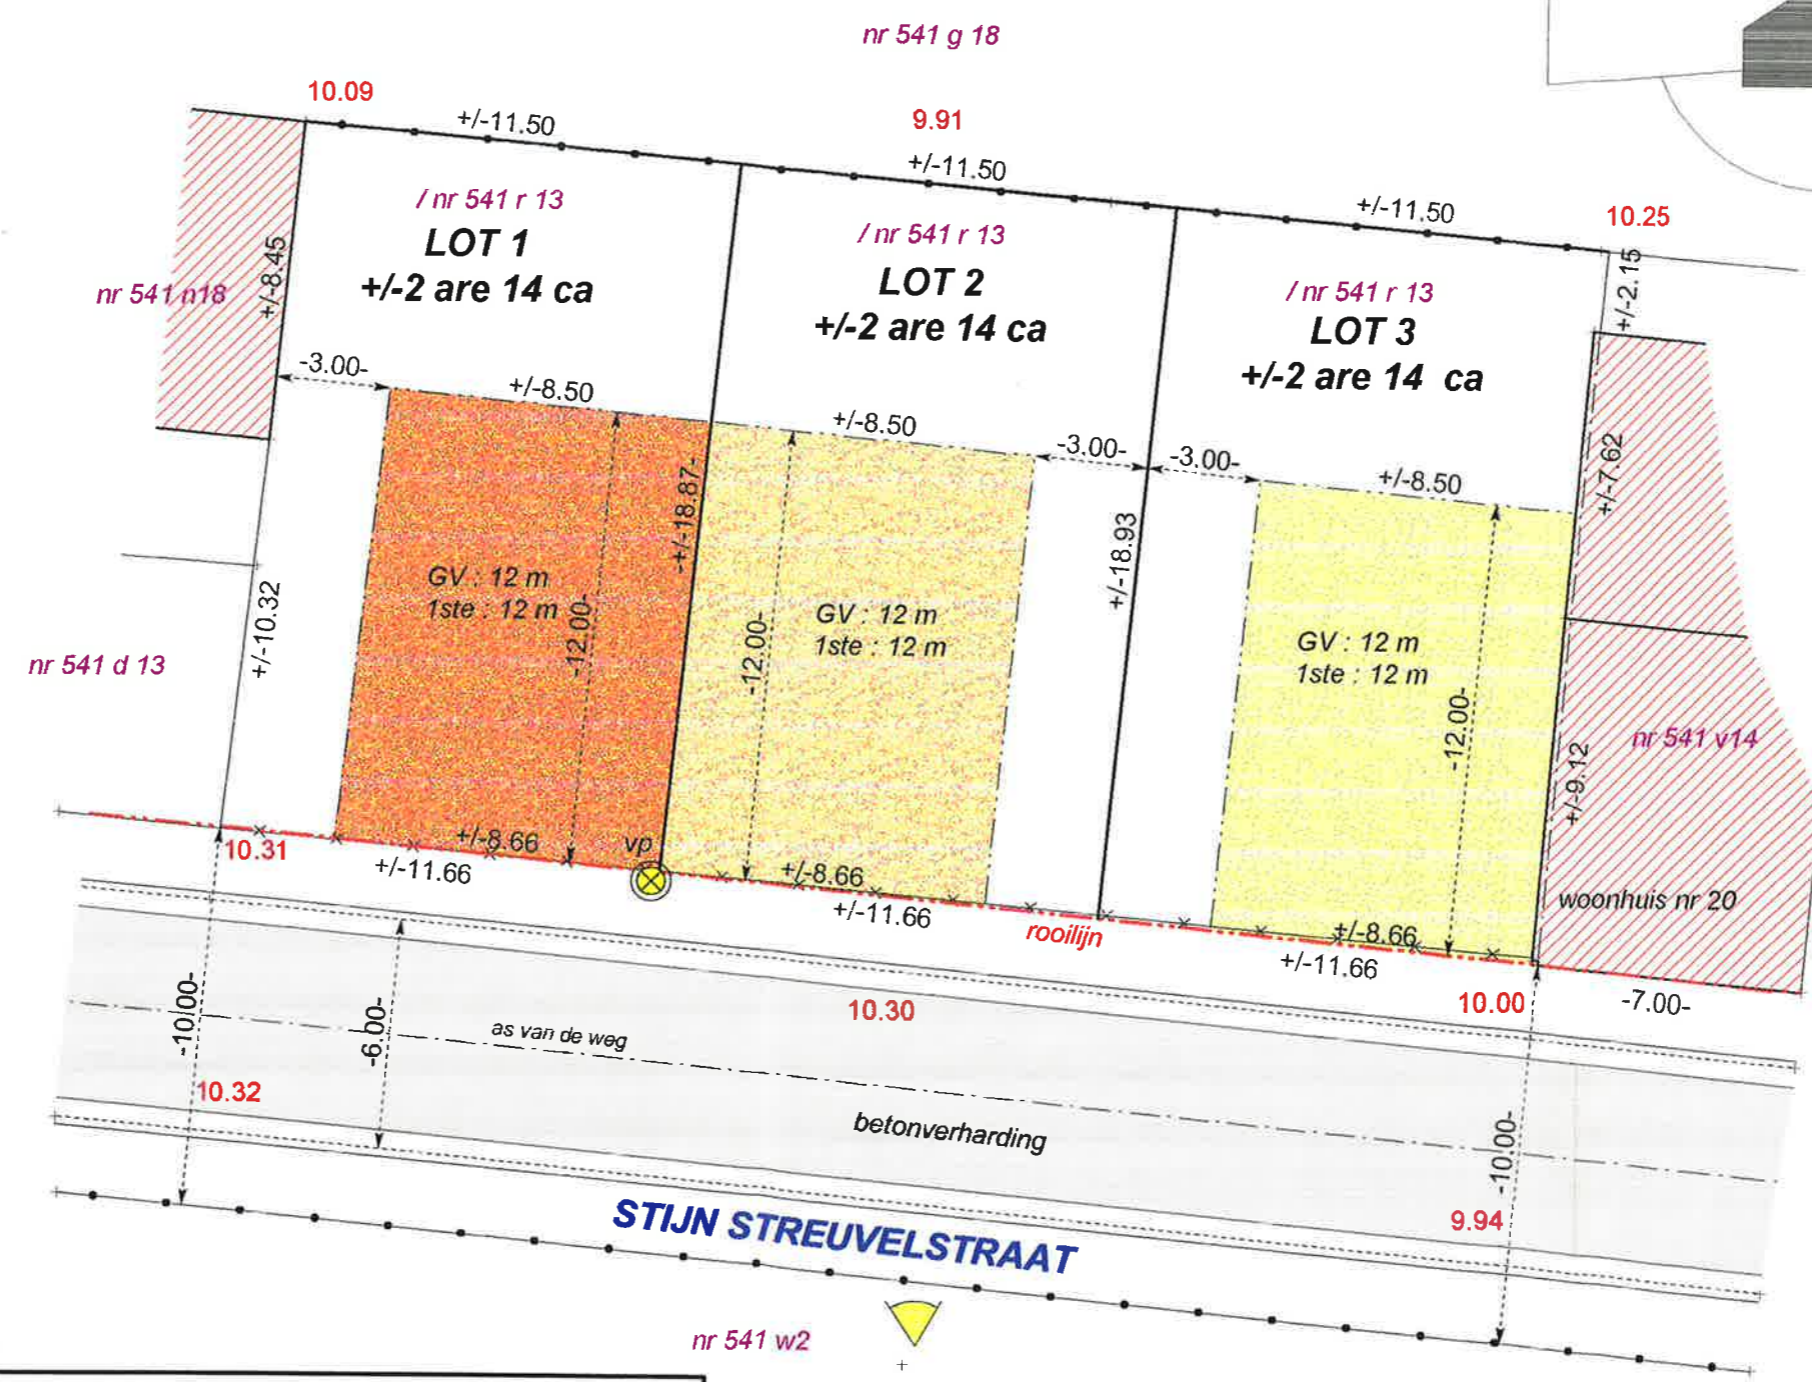 nr 541 g 18
10.09
+/-11.50
9.91
+/-11.50
+/-11.50
10.25
/ nr 541 r 13
LOT 1
+/-2 are 14 ca
/ nr 541 r 13
LOT 2
+/-2 are 14 ca
/ nr 541 r 13
LOT 3
+/-2 are 14 ca
+/-8.45
nr 541 n18
+/-2.15
-3.00-
+/-8.50
+/-8.50
-3.00-
-3.00-
+/-8.50
+/-7.62
-+/-18.87-
+/-18.93
GV : 12 m
1ste : 12 m
-12.00-
GV : 12 m
1ste : 12 m
-12.00-
GV : 12 m
1ste : 12 m
-12.00-
+/-10.32
nr 541 d 13
nr 541 v14
+/-9.12
10.31
+/-8.66
+/-11.66
vp
+/-8.66
+/-11.66
rooilijn
+/-8.66
+/-11.66
woonhuis nr 20
10.00
-7.00-
-10.00-
-6.00-
as van de weg
10.30
10.32
betonverharding
-10.00-
9.94
STIJN STREUVELSTRAAT
nr 541 w2